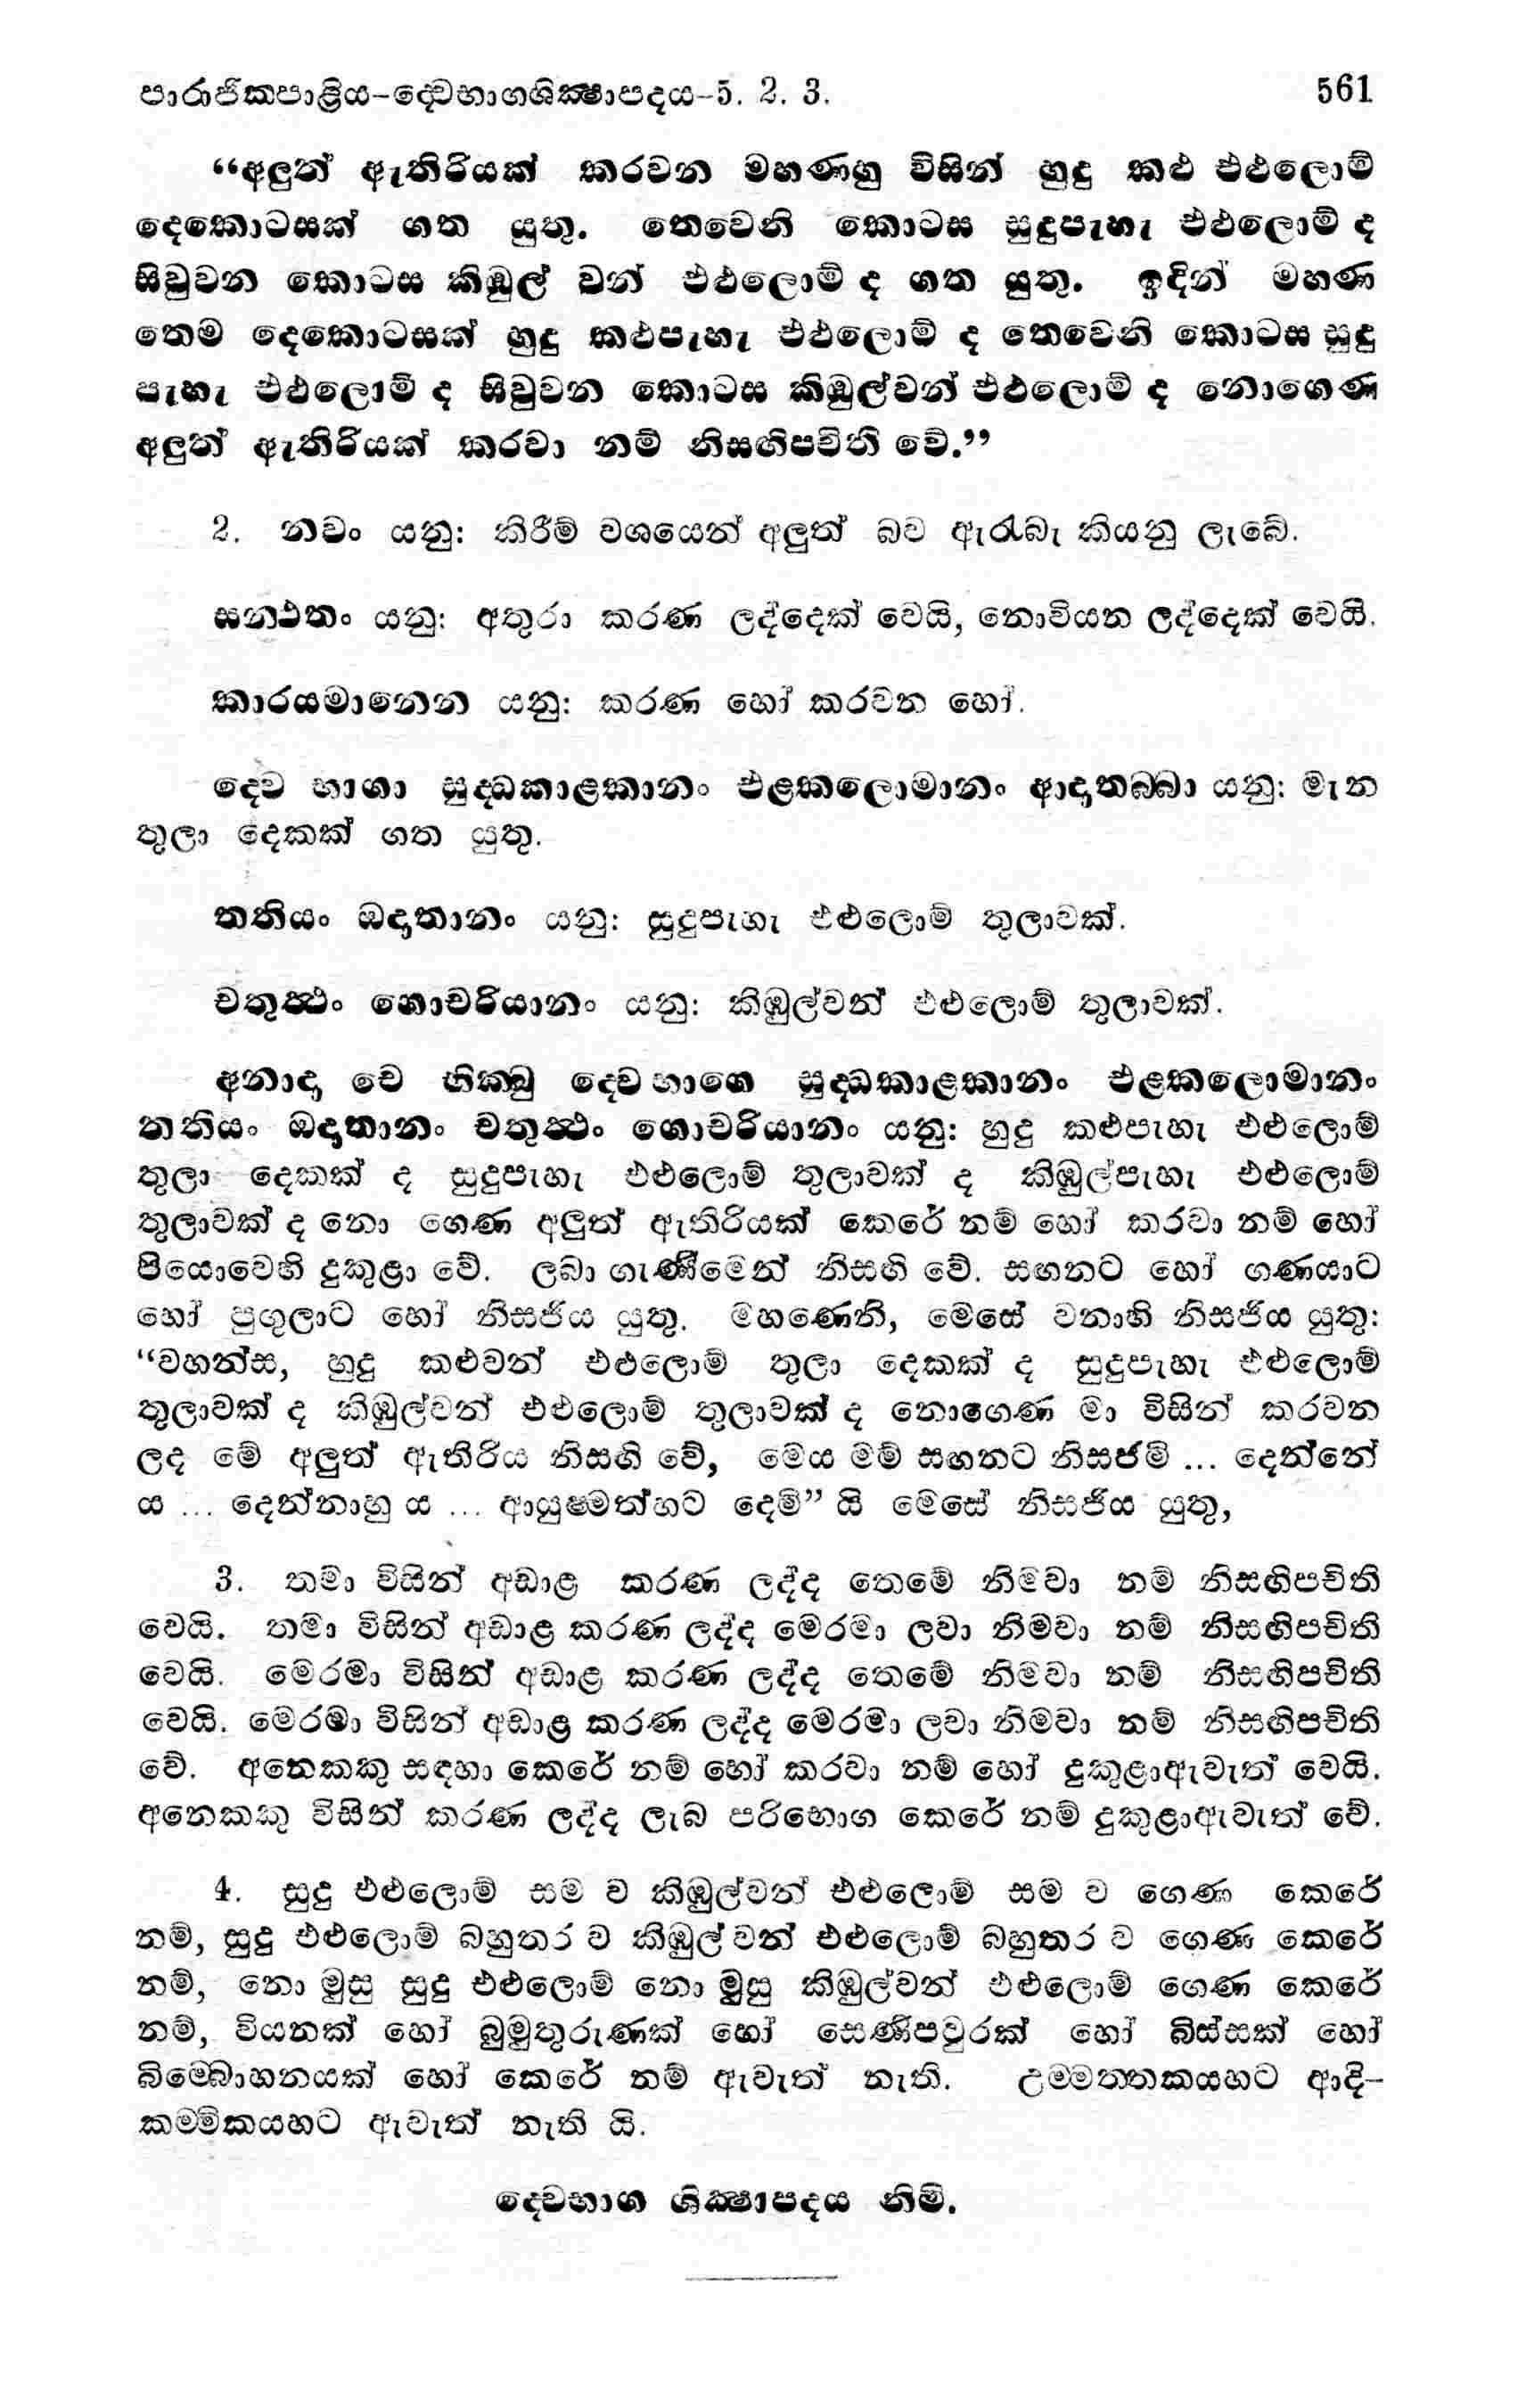 පාරාජිකපාළිය-ද්වෙභාගශික්ෂාපදය-5. 2. 3. 561
“අලුත් ඇතිරියක් කරවන මහණහු විසින් හුදු කළු එළුලොම්
දෙකොටසක් ගත යුතු. තෙවෙනි කොටස සුදුපැහැ එළුලොම් ද
සිවුවන කොටස කිඹුල් වන් එළුලොම් ද ගත යුතු. ඉදින් මහණ
තෙම දෙකොටසක් හුදු කළුපැහැ එළුලොම් ද තෙවෙනි කොටස සුදු
පැහැ එළුලොම් ද සිවුවන කොටස කිඹුල්වන් එළුලොම් ද නොගෙණ
අලුත් ඇතිරියක් කරවා නම් නිසඟිපචිති වේ.”
2. නවං යනු: කිරීම් වශයෙන් අලුත් බව ඇරැබැ කියනු ලැබේ.
සන්‍ථතං යනු: අතුරා කරණ ලද්දෙක් වෙයි, නොවියන ලද්දෙක් වෙයි.
කාරයමානෙන යනු: කරණ හෝ කරවන හෝ.
ද්වෙ භාගා සුද්‍ධකාළකානං එළකලොමානං ආදාතබ්බා යනු: මැන
තුලා දෙකක් ගත යුතු.
තතියං ඔදාතානං යනු: සුදුපැහැ එළුලොම් තුලාවක්.
චතුත්‍ථං ගොචරියානං යනු: කිඹුල්වන් එළුලොම් තුලාවක්.
අනාදා චෙ භික්ඛු ද්වෙ භාගෙ සුද්‍ධකාළකානං එළකලොමානං
තතියං ඔදාතානං චතුත්‍ථං ගොචරියානං යනු: හුදු කළුපැහැ එළුලොම්
තුලා දෙකක් ද සුදුපැහැ එළුලොම් තුලාවක් ද කිඹුල්පැහැ එළුලොම්
තුලාවක් ද නො ගෙණ අලුත් ඇතිරියක් කෙරේ නම් හෝ කරවා නම් හෝ
පියොවෙහි දුකුළා වේ. ලබා ගැණීමෙන් නිසඟි වේ. සඟනට හෝ ගණයාට
හෝ පුගුලාට හෝ නිසජිය යුතු. මහණෙනි, මෙසේ වනාහි නිසජිය යුතු:
“වහන්ස, හුදු කළුවන් එළුලොම් තුලා දෙකක් ද සුදුපැහැ එළුලොම්
තුලාවක් ද කිඹුල්වන් එළුලොම් තුලාවක් ද නොගෙණ මා විසින් කරවන
ලද මේ අලුත් ඇතිරිය නිසඟි වේ, මෙය මම් සඟනට නිසජමි ... දෙන්නේ
ය ... දෙන්නාහු ය ... ආයුෂ්මත්හට දෙමි” යි මෙසේ නිසජිය යුතු,
3. තමා විසින් අඩාළ කරණ ලද්ද තෙමේ නිමවා නම් නිසඟිපචිති
වෙයි. තමා විසින් අඩාළ කරණ ලද්ද මෙරමා ලවා නිමවා නම් නිසඟිපචිති
වෙයි. මෙරමා විසින් අඩාළ කරණ ලද්ද තෙමේ නිමවා නම් නිසඟිපචිති
වෙයි. මෙරමා විසින් අඩාළ කරණ ලද්ද මෙරමා ලවා නිමවා නම් නිසඟිපචිති
වේ. අනෙකකු සඳහා කෙරේ නම් හෝ කරවා නම් හෝ දුකුළාඇවැත් වෙයි.
අනෙකකු විසින් කරණ ලද්ද ලැබ පරිභොග කෙරේ නම් දුකුළාඇවැත් වේ.
4. සුදු එළුලොම් සම ව කිඹුල්වන් එළුලොම් සම ව ගෙණ කෙරේ
නම්, සුදු එළුලොම් බහුතර ව කිඹුල් වන් එළුලොම් බහුතර ව ගෙණ කෙරේ
නම්, නො මුසු සුදු එළුලොම් නො මුසු කිඹුල්වන් එළුලොම් ගෙණ කෙරේ
නම්, වියනක් හෝ බුමුතුරුණක් හෝ සෙණිපවුරක් හෝ බිස්සක් හෝ
බිම්බොහනයක් හෝ කෙරේ නම් ඇවැත් නැති. උම්මත්තකයහට ආදි-
කම්මිකයහට ඇවැත් නැති යි.
ද්වෙභාග ශික්ෂාපදය නිමි.